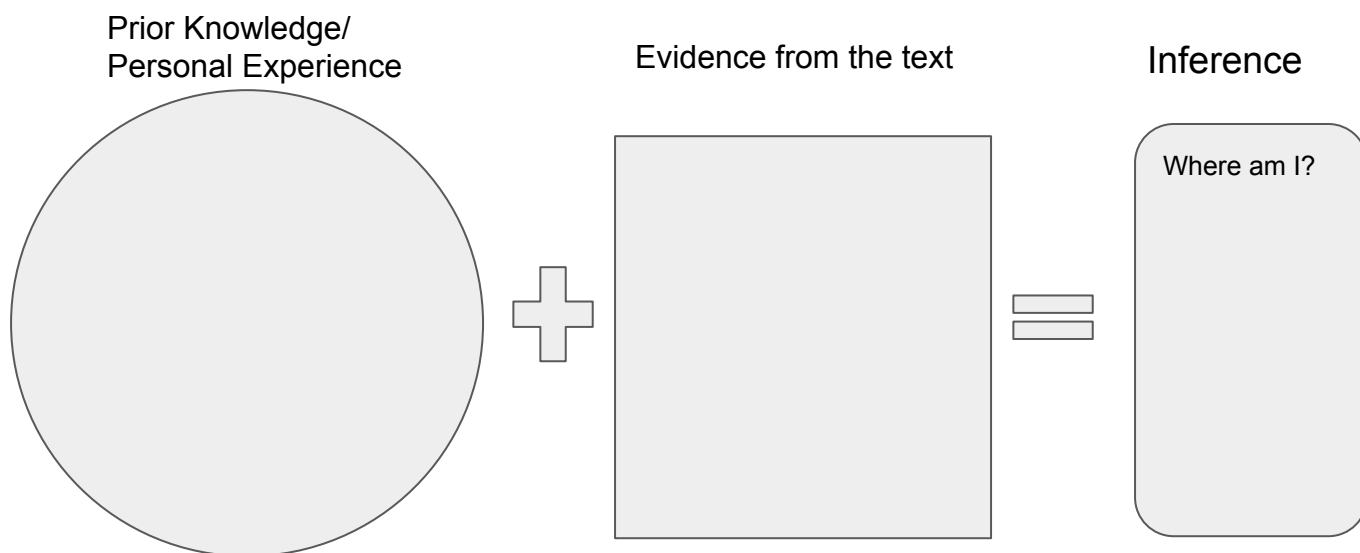 Prior Knowledge/
Personal Experience
Evidence from the text
Inference
Where am I?